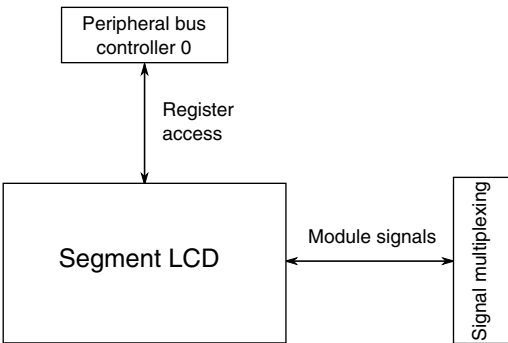 Peripheral bus
controller 0
Register
access
Segment LCD
Module signals
Signal multiplexing